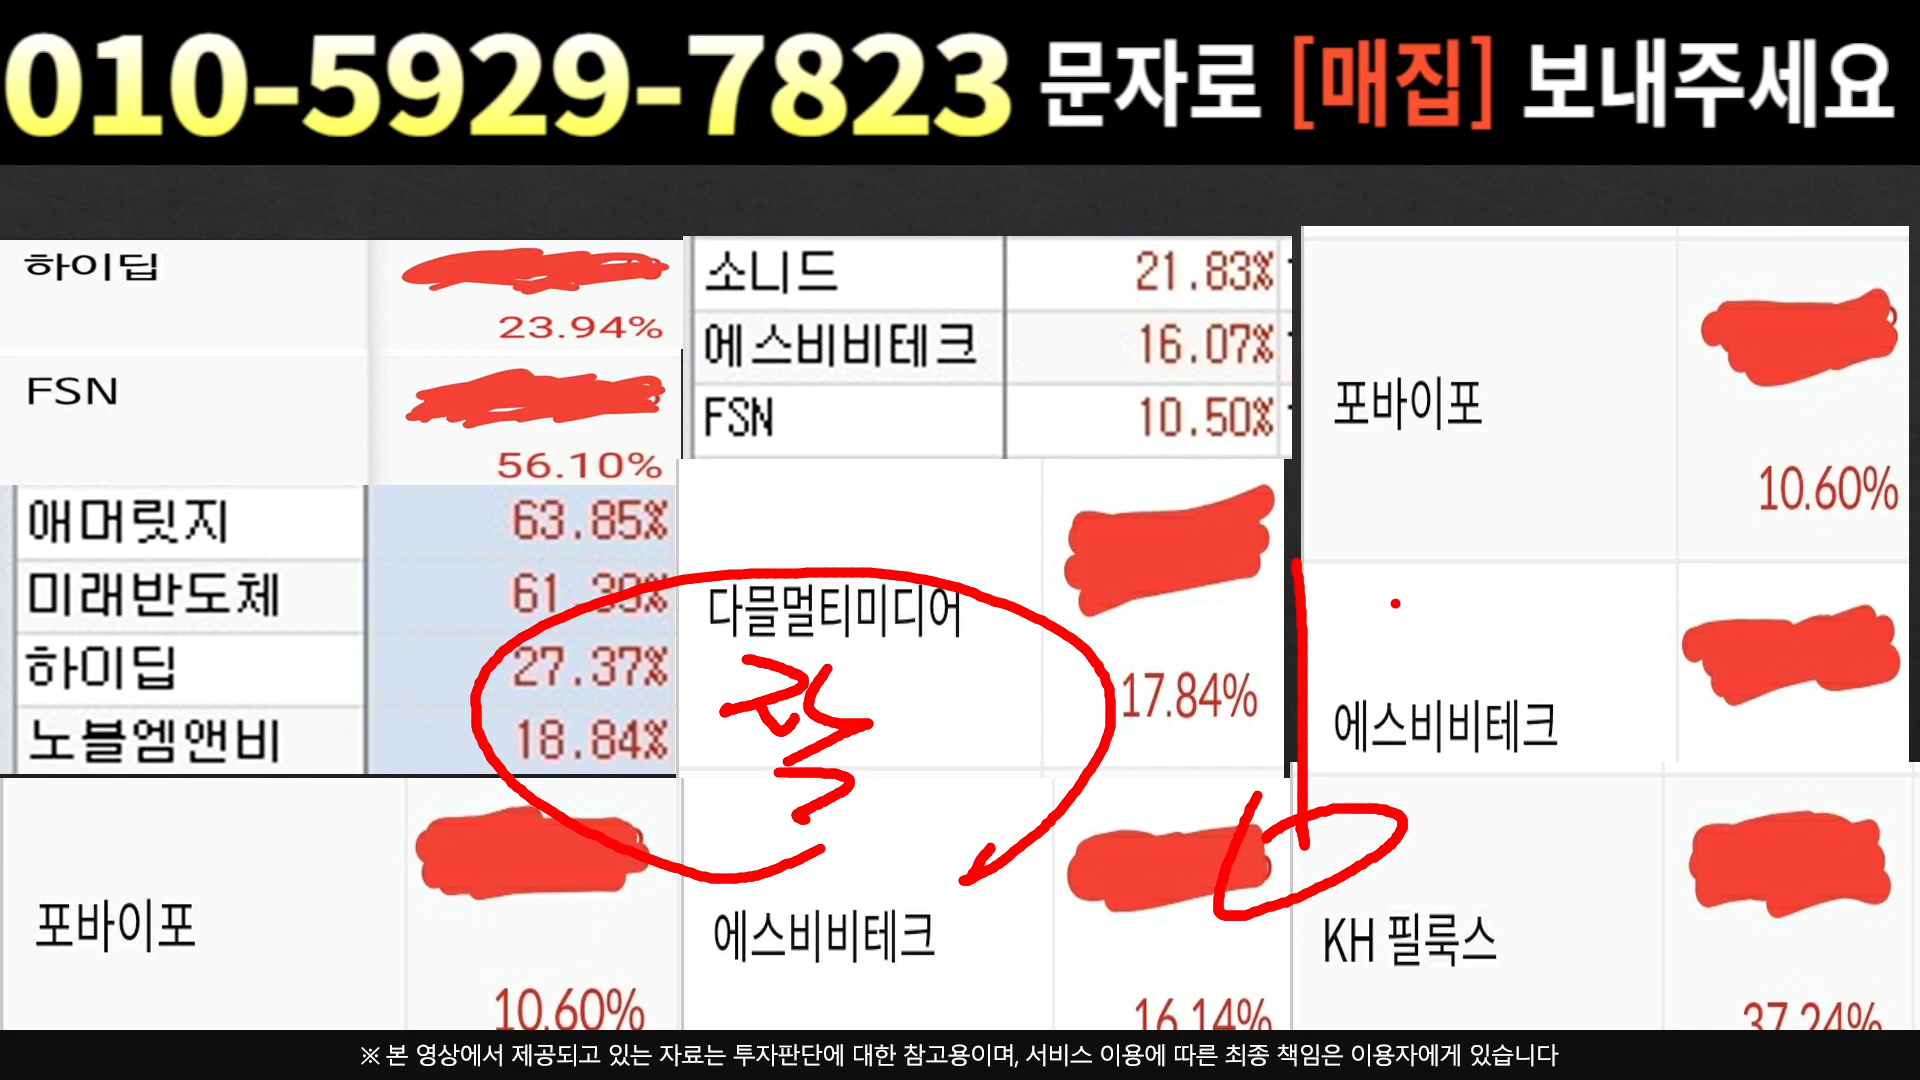 010-5929-7823 문자로 [매집] 보내주세요
하이딥
23.94%
FSN
56.10%
애머릿지 63.85%
미래반도체 61.39%
하이딥 27.37%
노블엠앤비 18.84%
포바이포
10.60%
소니드 21.83%
에스비비테크 16.07%
FSN 10.50%
다믈멀티미디어
17.84%
에스비비테크
16.14%
포바이포
10.60%
에스비비테크
KH 필룩스
37.24%
※ 본 영상에서 제공되고 있는 자료는 투자판단에 대한 참고용이며, 서비스 이용에 따른 최종 책임은 이용자에게 있습니다